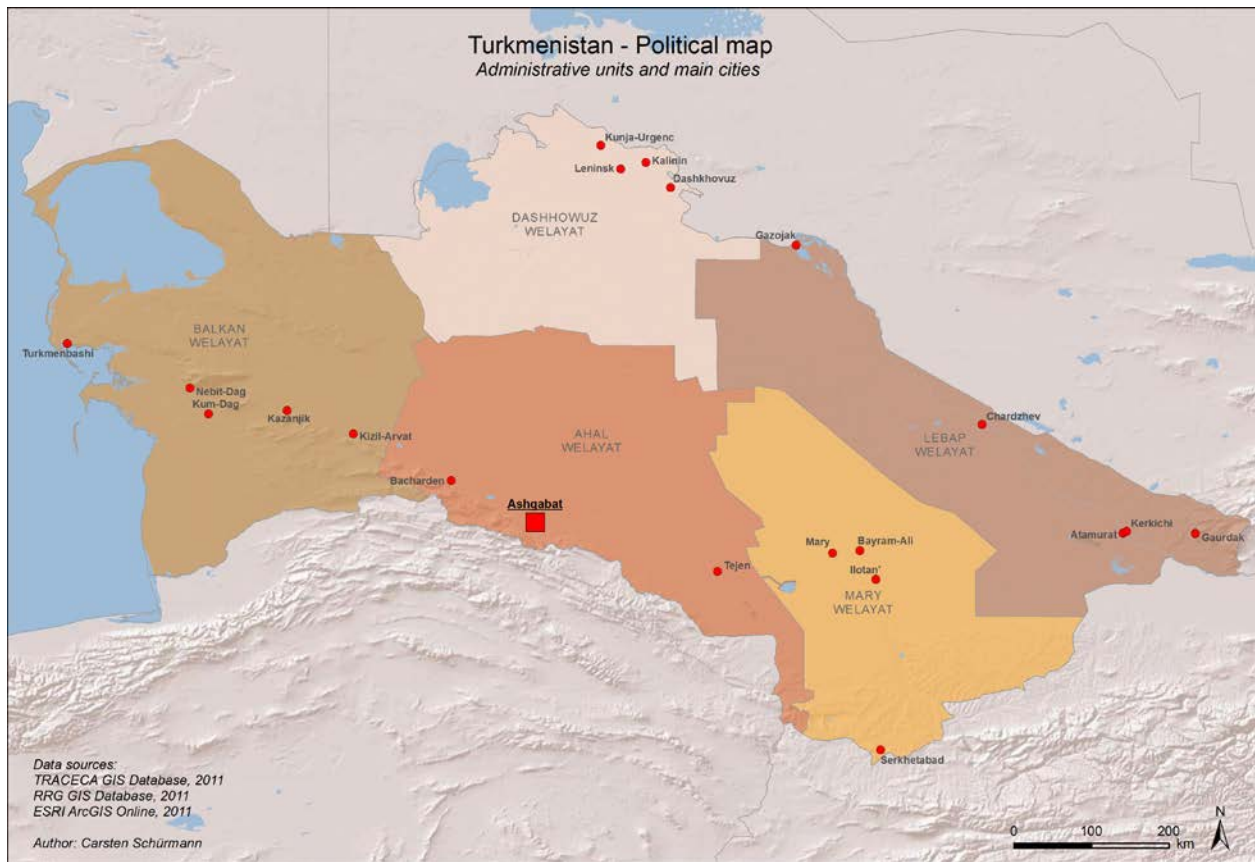 Turkmenistan - Political map
Administrative units and main cities
Kunja-Urgenc
Kalinin
Leninsk
Dashkhovuz
DASHHOWUZ
WELAYAT
Gazojak
BALKAN
WELAYAT
Turkmenbashi
Nebit-Dag
Kum-Dag
Kazanjik
Kizil-Arvat
Chardzhev
AHAL
WELAYAT
LEBAP
WELAYAT
Bacharden
Ashgabat
Kerkichi
Atamurat
Gaurdak
Mary
Bayram-Ali
Ilotan'
Tejen
MARY
WELAYAT
Serkhetabad
Data sources:
TRACECA GIS Database, 2011
RRG GIS Database, 2011
ESRI ArcGIS Online, 2011
Author: Carsten Schürmann
N
0 100 200
km